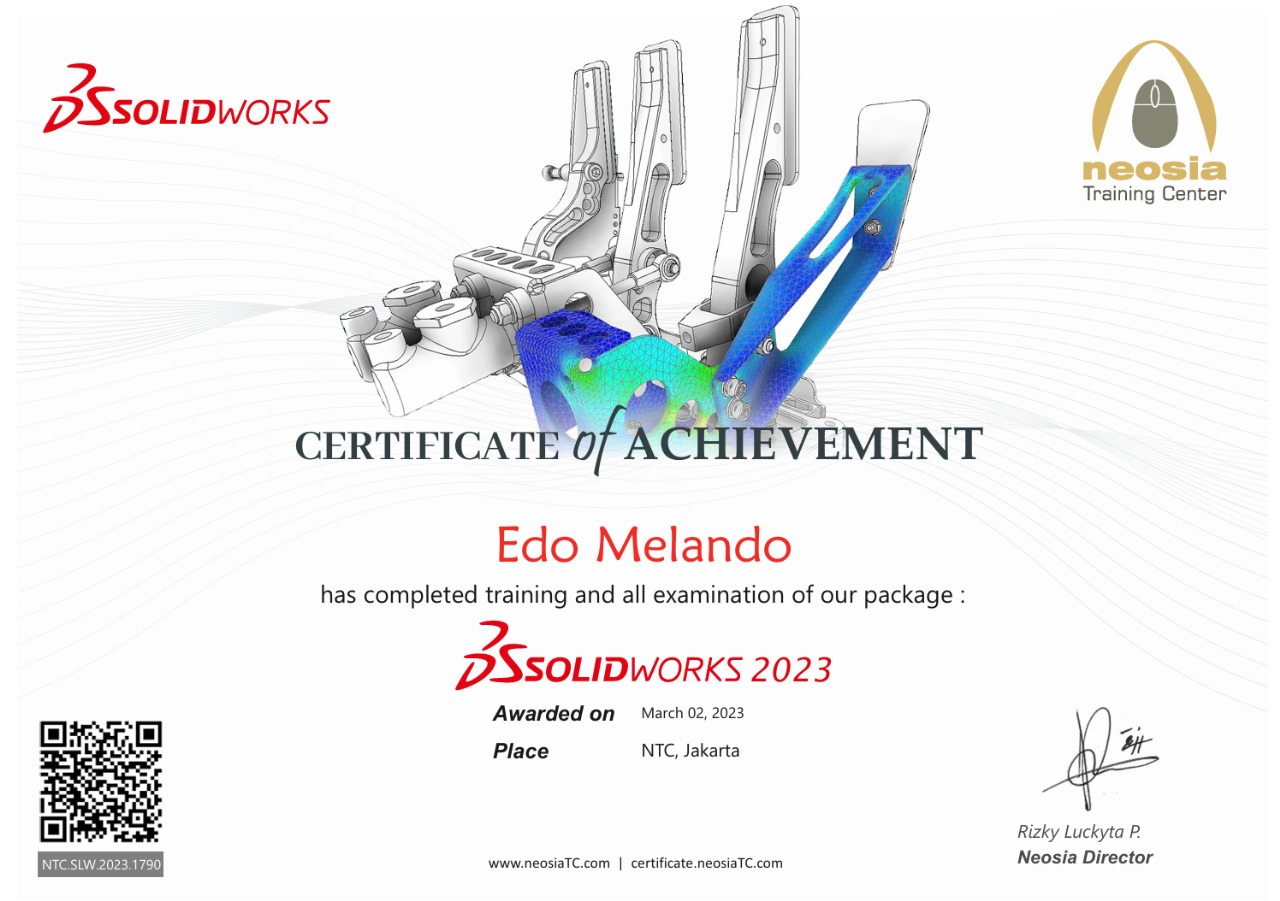 SOLIDWORKS
neosia
Training Center
CERTIFICATE of ACHIEVEMENT
Edo Melando
has completed training and all examination of our package :
SOLIDWORKS 2023
Awarded on March 02, 2023
Place NTC, Jakarta
NTC.SLW.2023.1790
www.neosiaTC.com | certificate.neosiaTC.com
Rizky Luckyta P.
Neosia Director